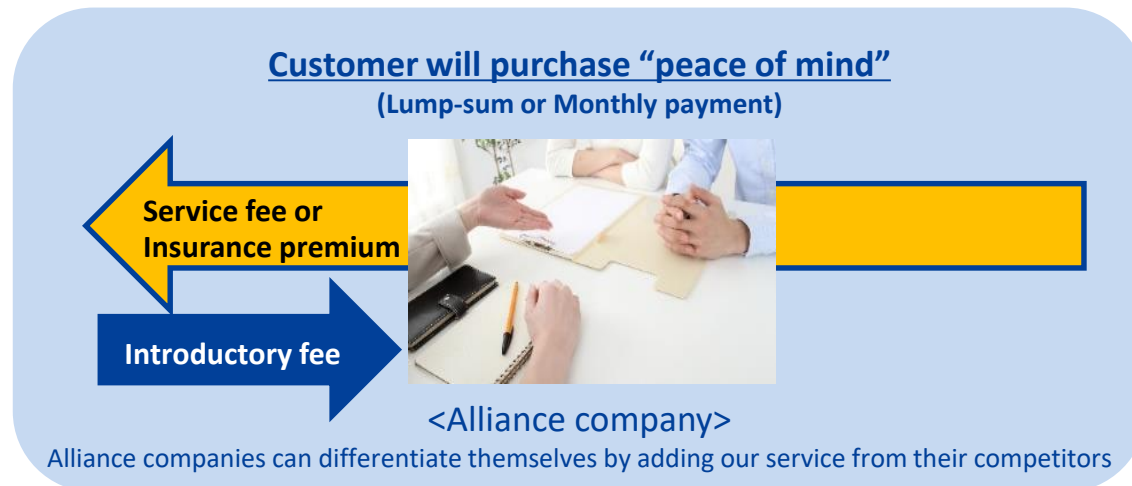 Customer will purchase “peace of mind”
(Lump-sum or Monthly payment)
Service fee or
Insurance premium
Introductory fee
<Alliance company>
Alliance companies can differentiate themselves by adding our service from their competitors